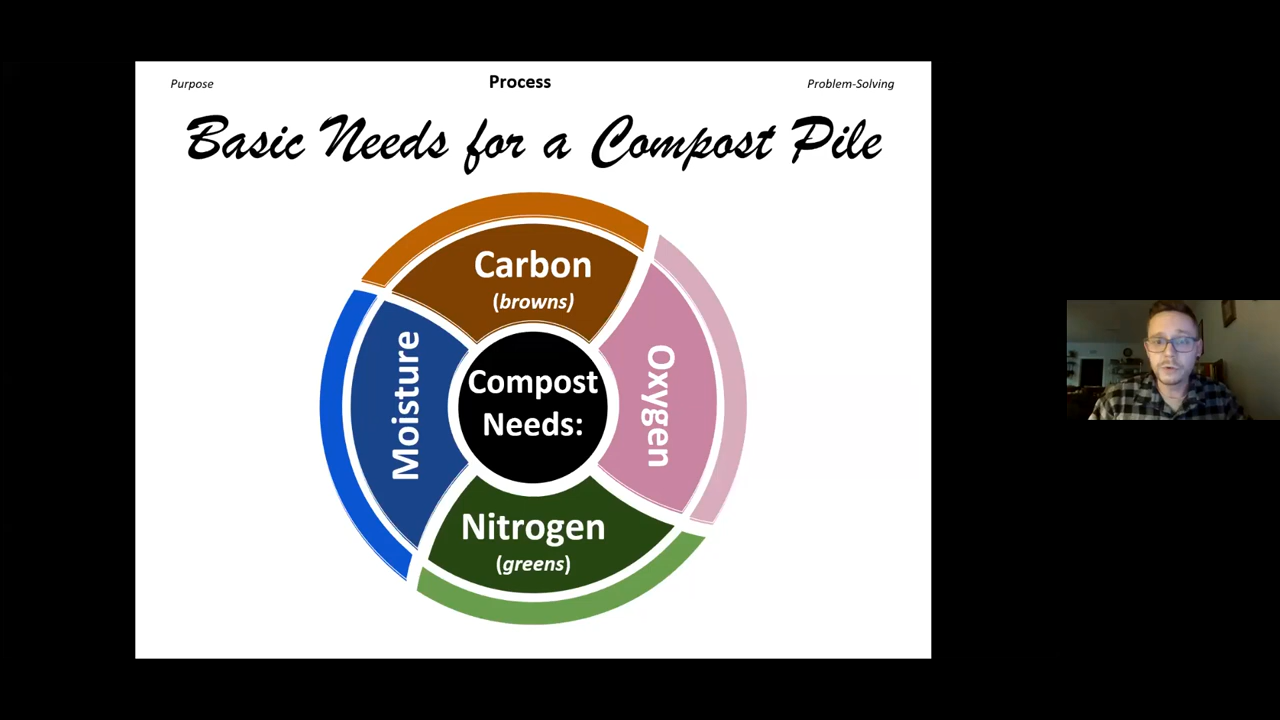 Purpose
Process
Problem-Solving
Basic Needs for a Compost Pile
Carbon
(browns)
Moisture
Compost
Needs:
Oxygen
Nitrogen
(greens)